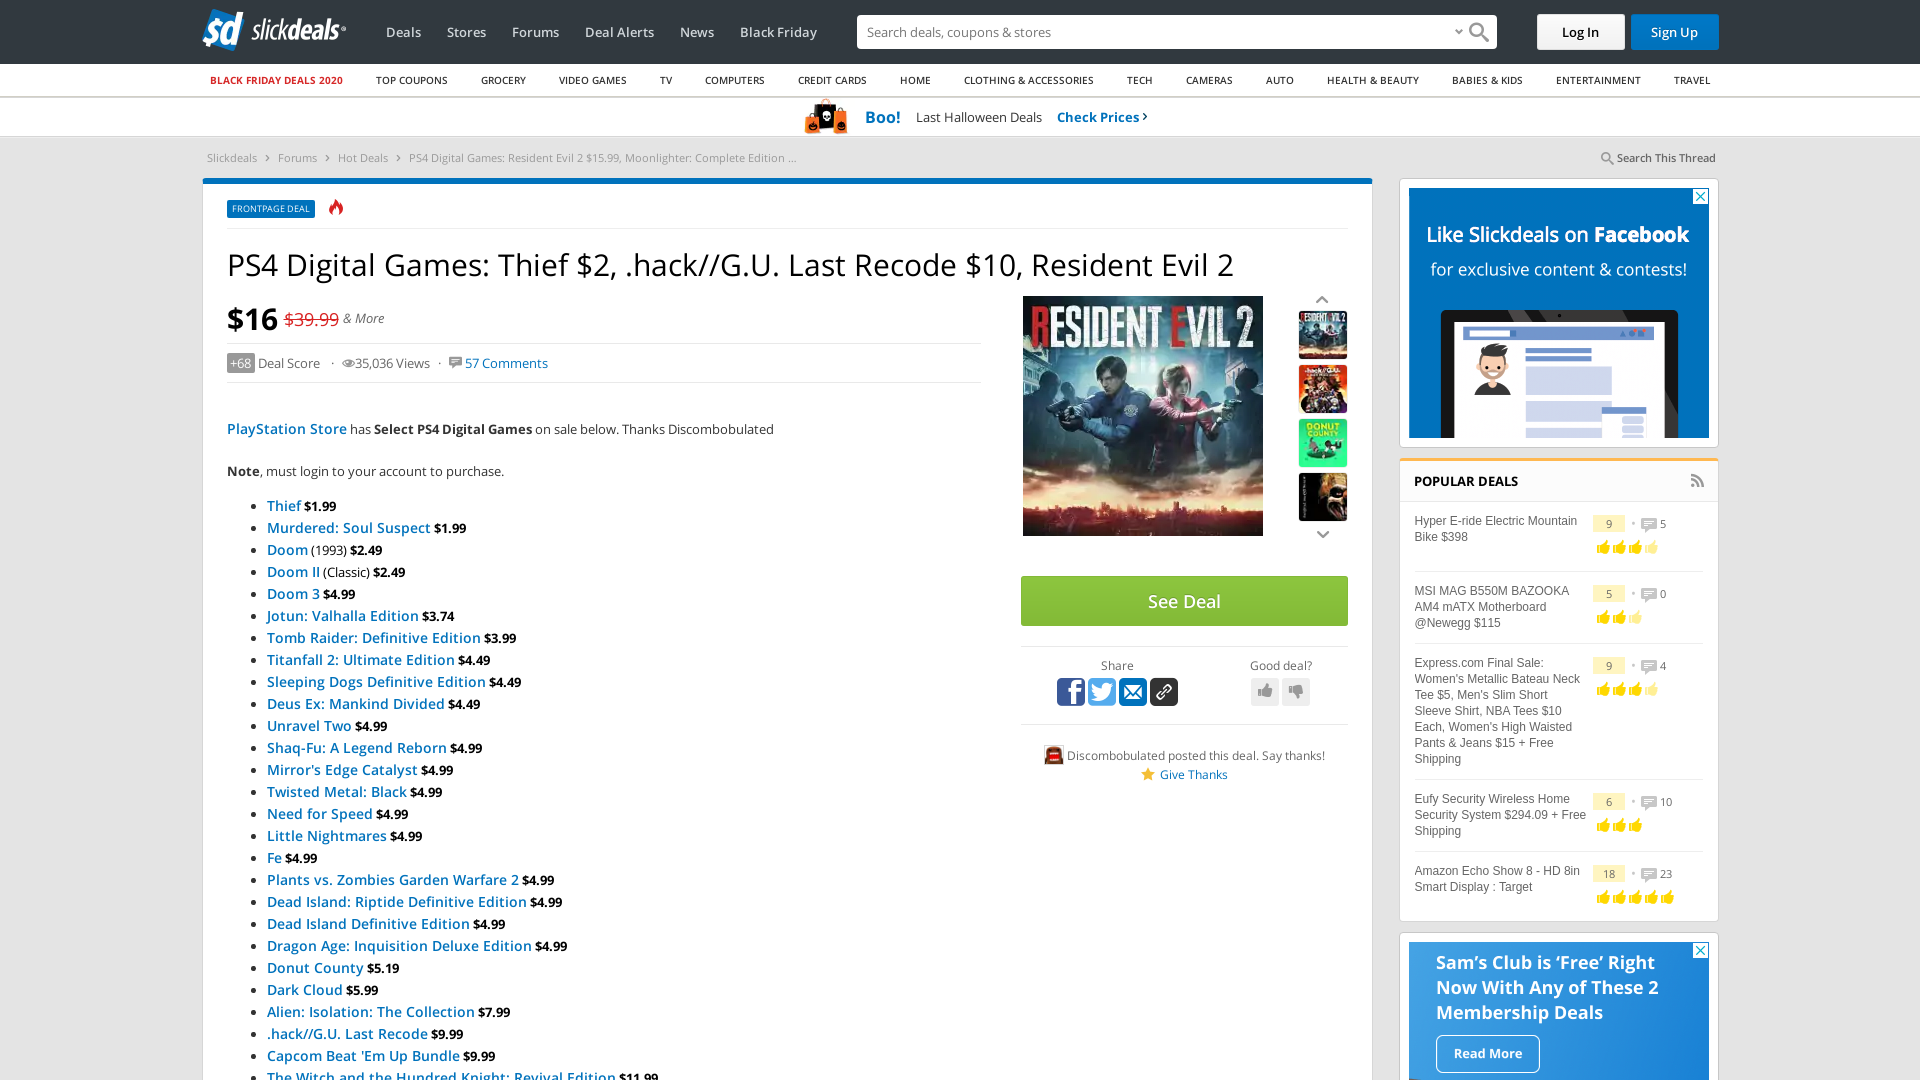 slickdeals
Deals
Stores
Forums
Deal Alerts
News
Black Friday
Search deals, coupons & stores
Log In
Sign Up
BLACK FRIDAY DEALS 2020
TOP COUPONS
GROCERY
VIDEO GAMES
TV
COMPUTERS
CREDIT CARDS
HOME
CLOTHING & ACCESSORIES
TECH
CAMERAS
AUTO
HEALTH & BEAUTY
BABIES & KIDS
ENTERTAINMENT
TRAVEL
Boo! Last Halloween Deals Check Prices ›
Slickdeals › Forums › Hot Deals › PS4 Digital Games: Resident Evil 2 $15.99, Moonlighter: Complete Edition ...
Search This Thread
FRONTPAGE DEAL
PS4 Digital Games: Thief $2, .hack//G.U. Last Recode $10, Resident Evil 2
$16 $39.99 & More
+68 Deal Score · 35,036 Views · 57 Comments
PlayStation Store has Select PS4 Digital Games on sale below. Thanks Discombobulated
Note, must login to your account to purchase.
• Thief $1.99
• Murdered: Soul Suspect $1.99
• Doom (1993) $2.49
• Doom II (Classic) $2.49
• Doom 3 $4.99
• Jotun: Valhalla Edition $3.74
• Tomb Raider: Definitive Edition $3.99
• Titanfall 2: Ultimate Edition $4.49
• Sleeping Dogs Definitive Edition $4.49
• Deus Ex: Mankind Divided $4.49
• Unravel Two $4.99
• Shaq-Fu: A Legend Reborn $4.99
• Mirror's Edge Catalyst $4.99
• Twisted Metal: Black $4.99
• Need for Speed $4.99
• Little Nightmares $4.99
• Fe $4.99
• Plants vs. Zombies Garden Warfare 2 $4.99
• Dead Island: Riptide Definitive Edition $4.99
• Dead Island Definitive Edition $4.99
• Dragon Age: Inquisition Deluxe Edition $4.99
• Donut County $5.19
• Dark Cloud $5.99
• Alien: Isolation: The Collection $7.99
• .hack//G.U. Last Recode $9.99
• Capcom Beat 'Em Up Bundle $9.99
• The Witch and the Hundred Knight: Revival Edition $11.99
RESIDENT EVIL 2
RESIDENT EVIL 2
.hack//G.U.
DONUT COUNTY
See Deal
Share
Good deal?
Discombobulated posted this deal. Say thanks!
Give Thanks
Like Slickdeals on Facebook
for exclusive content & contests!
POPULAR DEALS
Hyper E-ride Electric Mountain
Bike $398
9 • 5
MSI MAG B550M BAZOOKA
AM4 mATX Motherboard
@Newegg $115
5 • 0
Express.com Final Sale:
Women's Metallic Bateau Neck
Tee $5, Men's Slim Short
Sleeve Shirt, NBA Tees $10
Each, Women's High Waisted
Pants & Jeans $15 + Free
Shipping
9 • 4
Eufy Security Wireless Home
Security System $294.09 + Free
Shipping
6 • 10
Amazon Echo Show 8 - HD 8in
Smart Display : Target
18 • 23
Sam's Club is ‘Free’ Right
Now With Any of These 2
Membership Deals
Read More